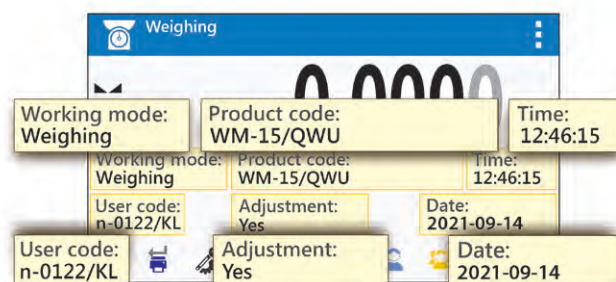 Weighing
0.0000
Working mode:
Weighing
Product code:
WM-15/QWU
Time:
12:46:15
Working mode:
Weighing
Product code:
WM-15/QWU
Time:
12:46:15
User code:
n-0122/KL
Adjustment:
Yes
Date:
2021-09-14
User code:
n-0122/KL
Adjustment:
Yes
Date:
2021-09-14